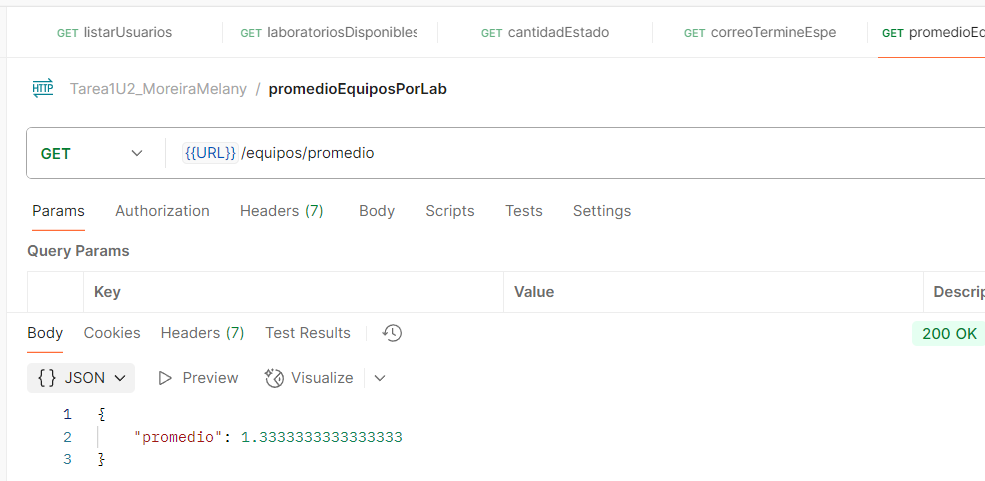 GET listarUsuarios GET laboratoriosDisponibles GET cantidadEstado GET correoTermineEspe GET promedioEq
HTTP Tarea1U2_MoreiraMelany / promedioEquiposPorLab
GET {{URL}} /equipos/promedio
Params Authorization Headers (7) Body Scripts Tests Settings
Query Params
Key Value Descrip
Body Cookies Headers (7) Test Results 200 OK
{} JSON Preview Visualize
1 {
2 "promedio": 1.3333333333333333
3 }